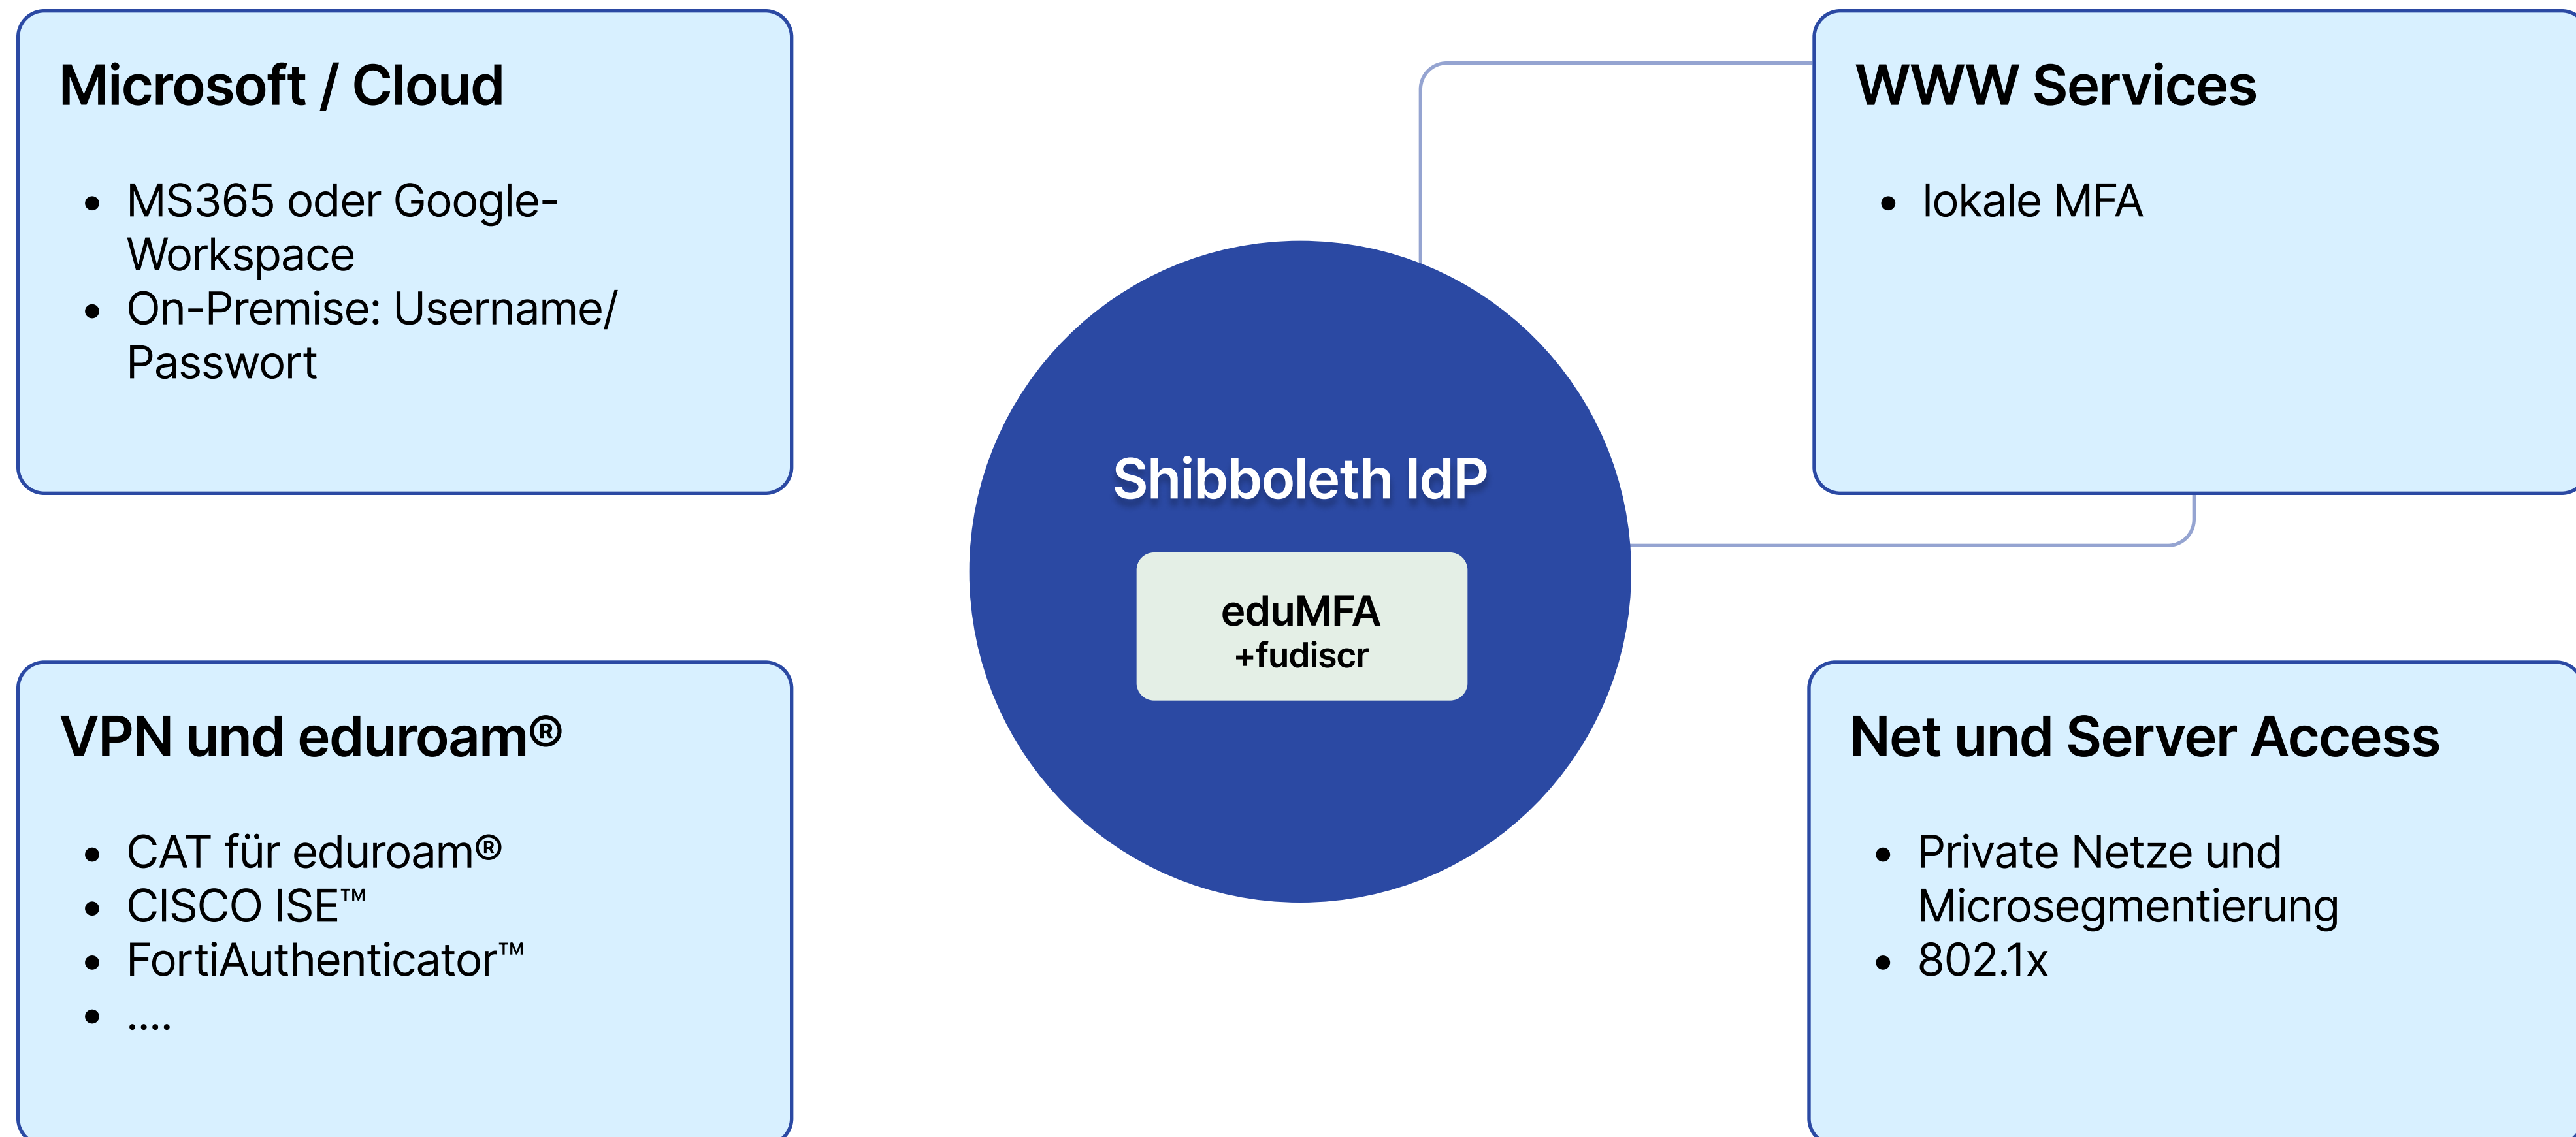 Microsoft / Cloud
• MS365 oder Google-
Workspace
• On-Premise: Username/
Passwort
WWW Services
• lokale MFA
Shibboleth IdP
eduMFA
+fudiscr
VPN und eduroam®
• CAT für eduroam®
• CISCO ISE™
• FortiAuthenticator™
• ....
Net und Server Access
• Private Netze und
Microsegmentierung
• 802.1x